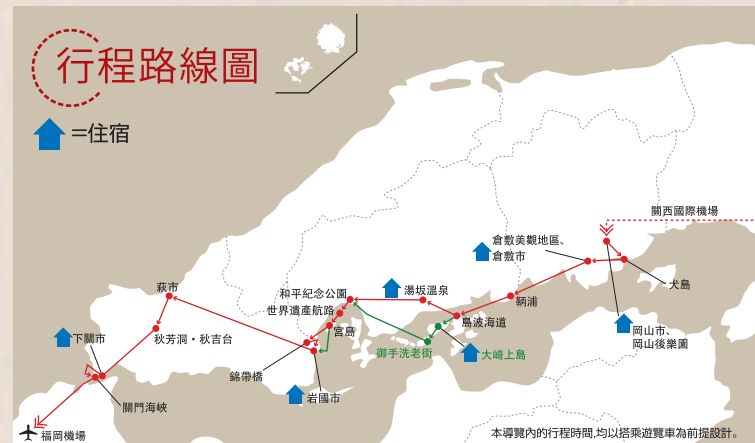 行程路線圖
=住宿
關西國際機場
倉敷美觀地區、
倉敷市
犬島
萩市
和平紀念公園
湯坂溫泉
鞆浦
世界遺產航路
宮島
島波海道
岡山市、
岡山後樂園
下關市
秋芳洞・秋吉台
御手洗老街
大崎上島
錦帶橋
岩國市
關門海峽
福岡機場
本導覽內的行程時間,均以搭乘遊覽車為前提設計。